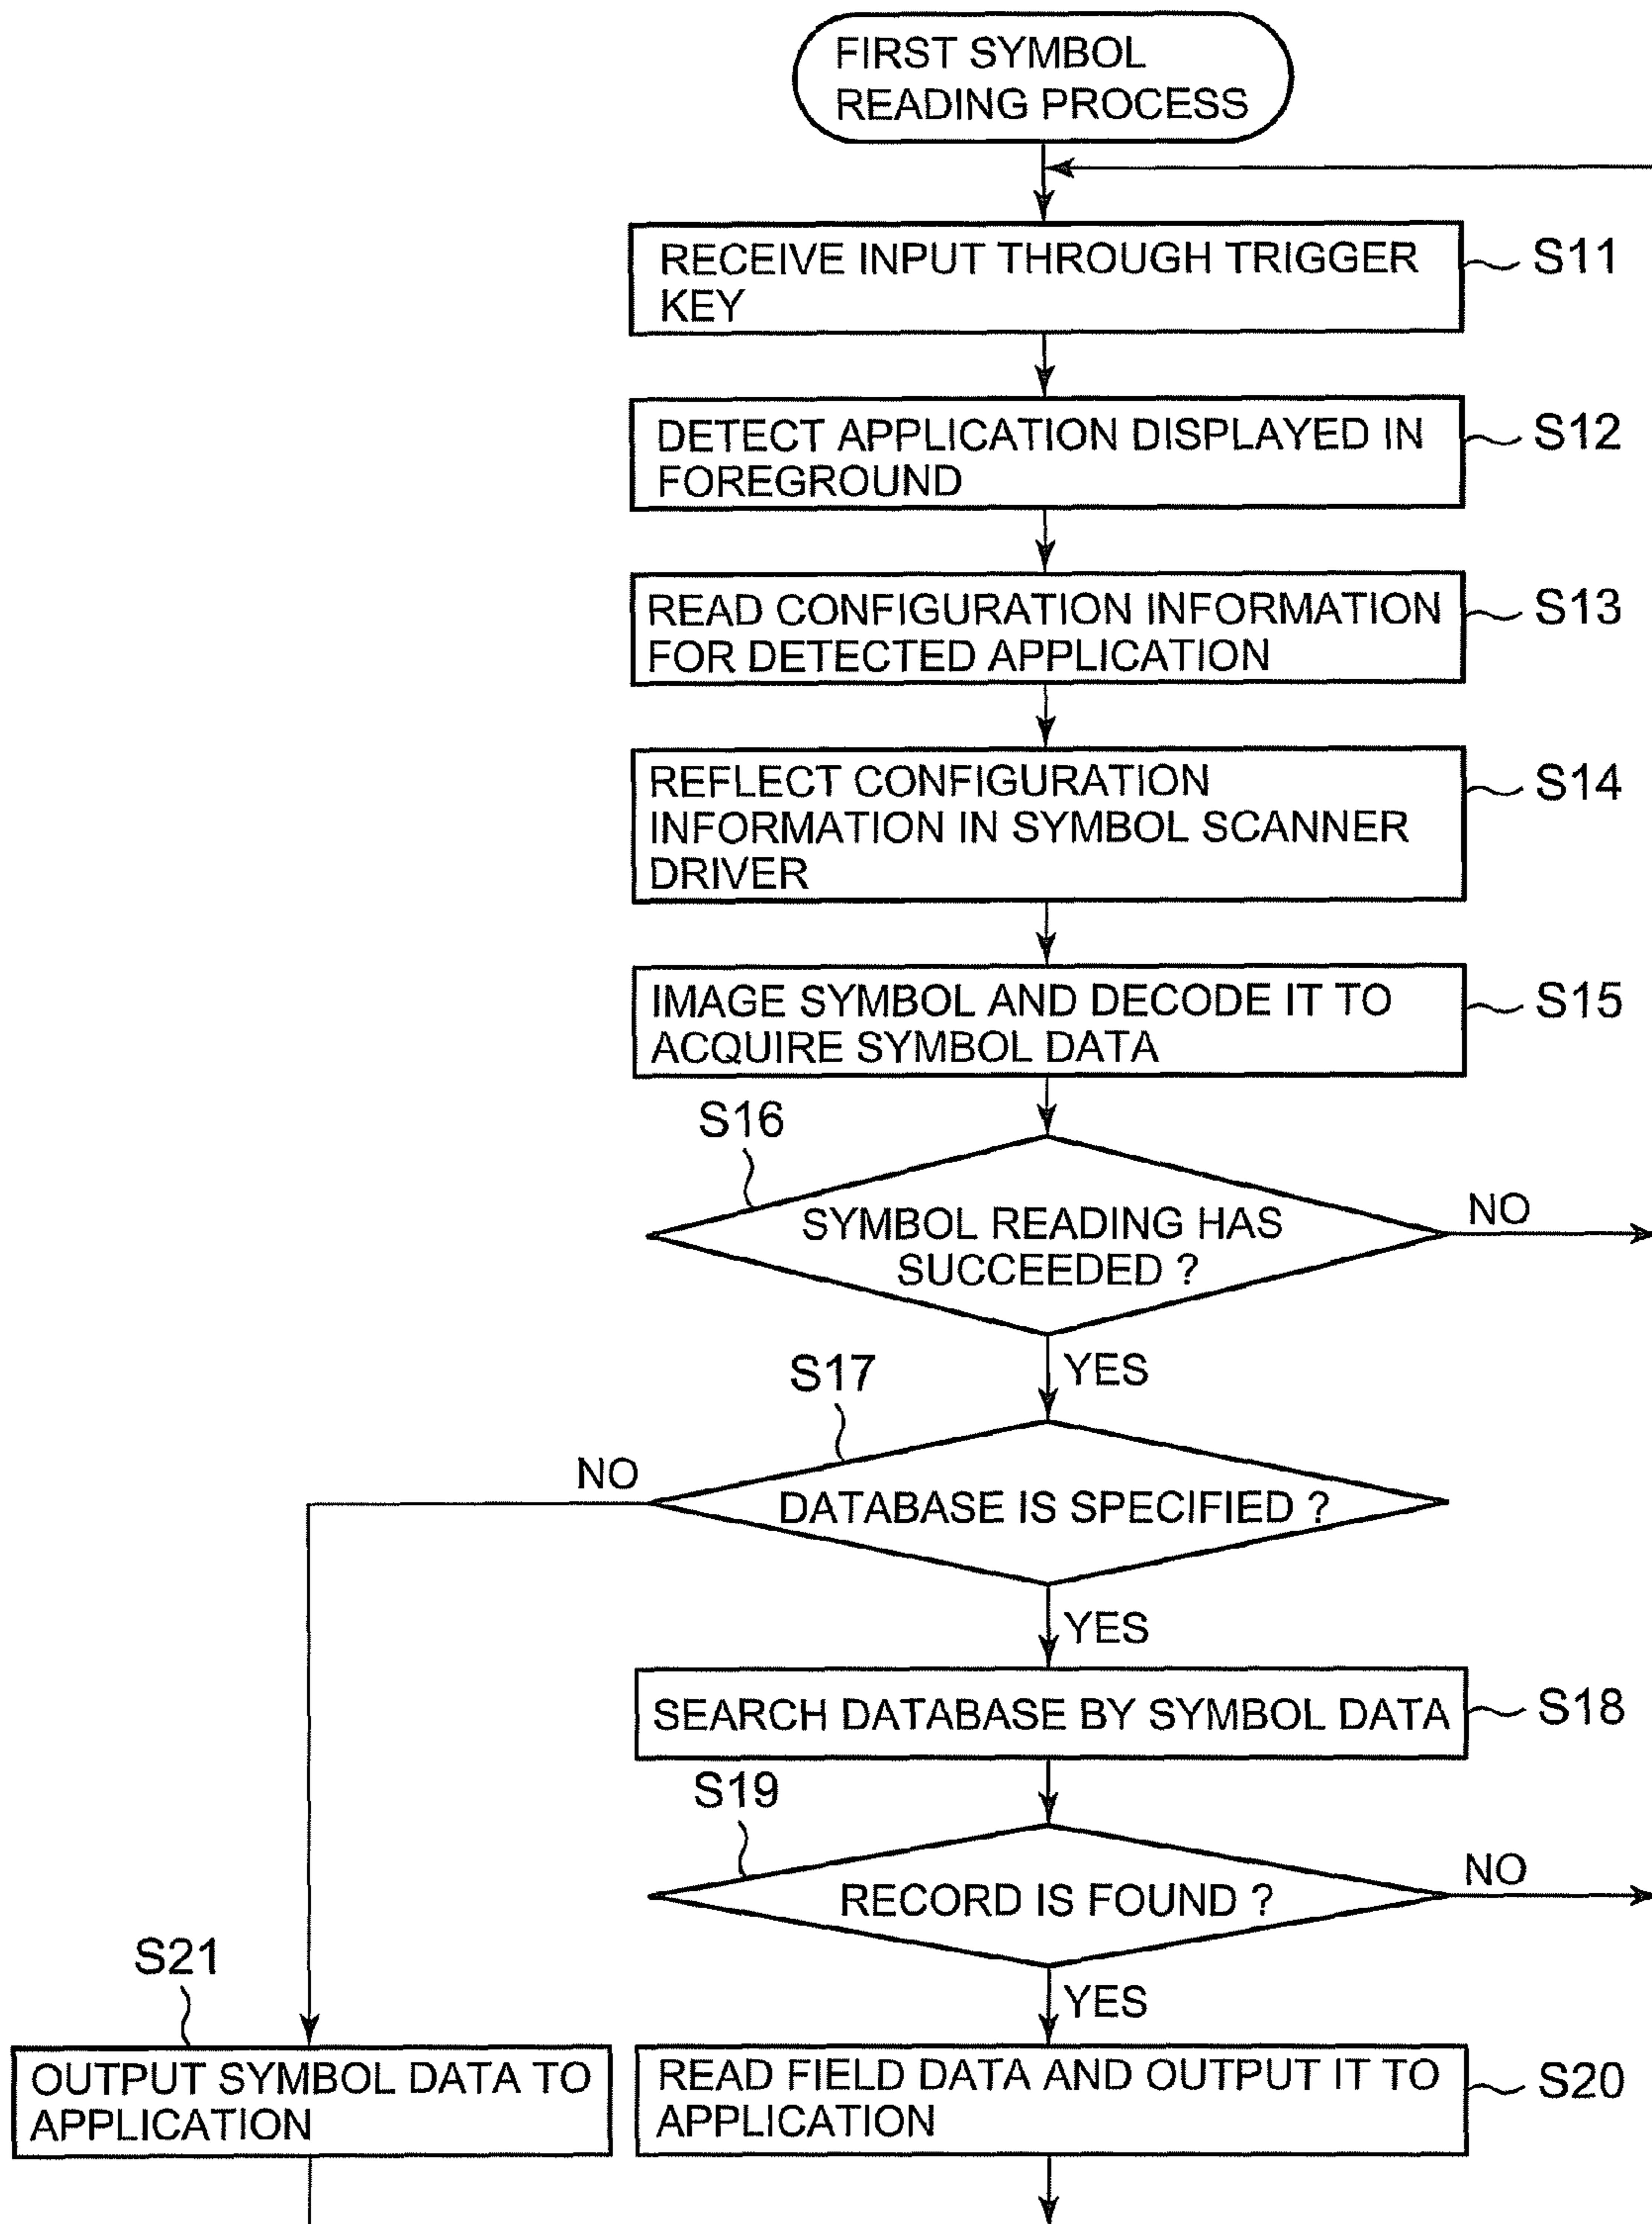 FIRST SYMBOL
READING PROCESS
RECEIVE INPUT THROUGH TRIGGER
KEY
S11
DETECT APPLICATION DISPLAYED IN
FOREGROUND
S12
READ CONFIGURATION INFORMATION
FOR DETECTED APPLICATION
S13
REFLECT CONFIGURATION
INFORMATION IN SYMBOL SCANNER
DRIVER
S14
IMAGE SYMBOL AND DECODE IT TO
ACQUIRE SYMBOL DATA
S15
S16
SYMBOL READING HAS
SUCCEEDED ?
NO
YES
S17
NO
DATABASE IS SPECIFIED ?
YES
SEARCH DATABASE BY SYMBOL DATA
S18
S19
RECORD IS FOUND ?
NO
YES
S21
OUTPUT SYMBOL DATA TO
APPLICATION
READ FIELD DATA AND OUTPUT IT TO
APPLICATION
S20